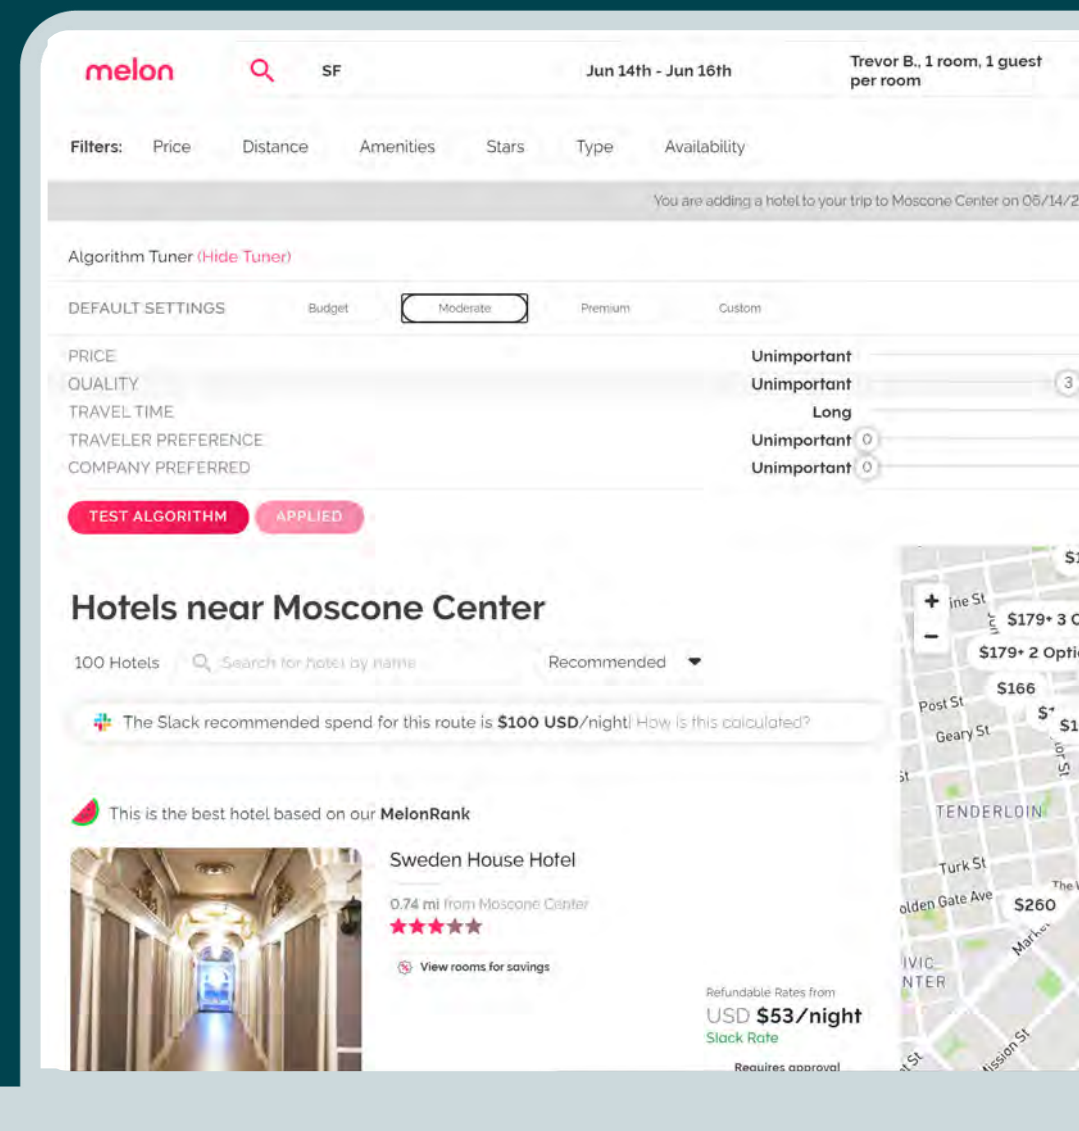 melon
SF
Jun 14th - Jun 16th
Trevor B., 1 room, 1 guest
per room
Filters: Price Distance Amenities Stars Type Availability
You are adding a hotel to your trip to Moscone Center on 06/14/2
Algorithm Tuner (Hide Tuner)
DEFAULT SETTINGS Budget Moderate Premium Custom
PRICE Unimportant
QUALITY Unimportant 3
TRAVEL TIME Long
TRAVELER PREFERENCE Unimportant 0
COMPANY PREFERRED Unimportant 0
TEST ALGORITHM APPLIED
Hotels near Moscone Center
100 Hotels Search for hotel by name Recommended
The Slack recommended spend for this route is $100 USD/night! How is this calculated?
This is the best hotel based on our MelonRank
Sweden House Hotel
0.74 mi from Moscone Center
View rooms for savings
Refundable Rates from
USD $53/night
Slack Rate
Requires approval
+
ine St
−
$179+ 3 O
$179+ 2 Optio
$166
Post St
Geary St
TENDERLOIN
Turk St
olden Gate Ave
$260
IVIC
NTER
ission St